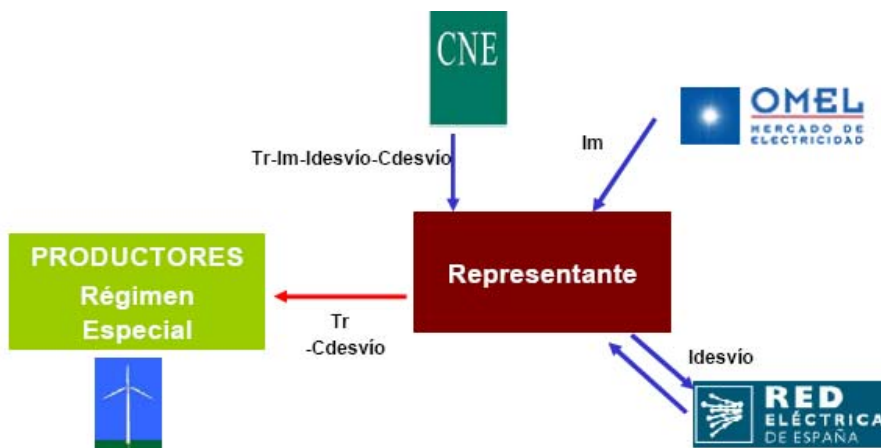 CNE
OMEL
MERCADO DE
ELECTRICIDAD
Tr-Im-Idesvío-Cdesvío
Im
PRODUCTORES
Régimen
Especial
Representante
Tr
-Cdesvío
Idesvío
RED
ELÉCTRICA
DE ESPAÑA